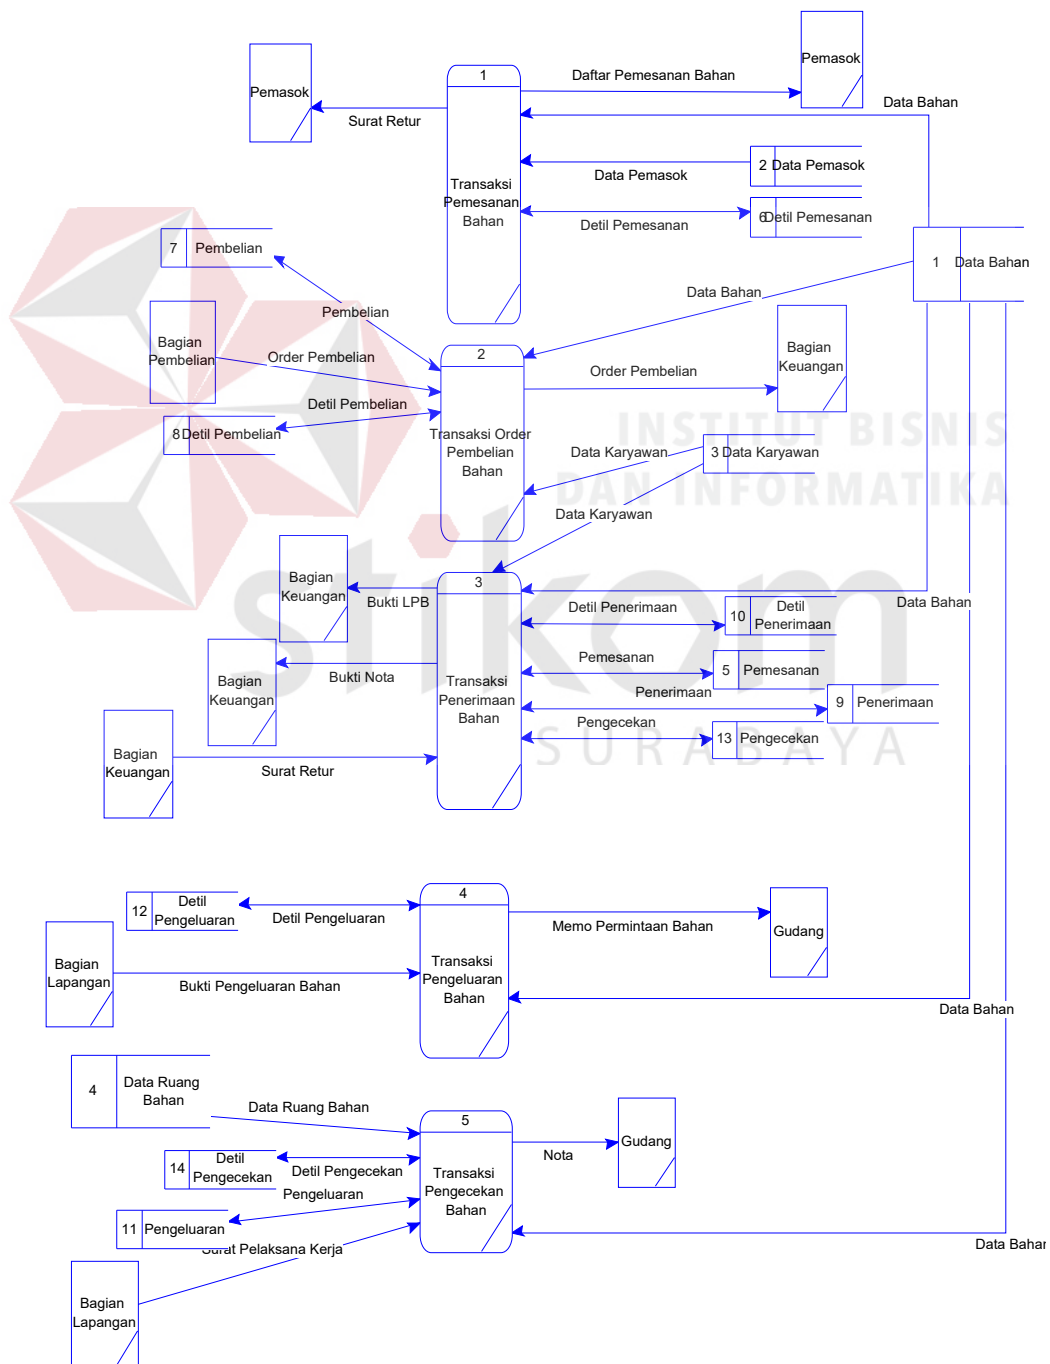 Pemasok
Surat Retur
1
Transaksi
Pemesanan
Bahan
Daftar Pemesanan Bahan
Pemasok
Data Bahan
Data Pemasok
2 Data Pemasok
Detil Pemesanan
6 Detil Pemesanan
1 Data Bahan
7 Pembelian
Pembelian
Bagian
Pembelian
Order Pembelian
Detil Pembelian
8 Detil Pembelian
2
Transaksi Order
Pembelian
Bahan
Data Bahan
Order Pembelian
Bagian
Keuangan
Data Karyawan
3 Data Karyawan
Data Karyawan
INSTITUT BISNIS
DAN INFORMATIKA
stikom
SURABAYA
Bagian
Keuangan
Bukti LPB
3
Transaksi
Penerimaan
Bahan
Data Bahan
Detil Penerimaan
10 Detil
Penerimaan
Bagian
Keuangan
Bukti Nota
Pemesanan
5 Pemesanan
Penerimaan
9 Penerimaan
Pengecekan
13 Pengecekan
Bagian
Keuangan
Surat Retur
12 Detil
Pengeluaran
Detil Pengeluaran
4
Transaksi
Pengeluaran
Bahan
Memo Permintaan Bahan
Gudang
Bagian
Lapangan
Bukti Pengeluaran Bahan
Data Bahan
4 Data Ruang
Bahan
Data Ruang Bahan
5
Transaksi
Pengecekan
Bahan
Nota
Gudang
14 Detil
Pengecekan
Detil Pengecekan
Pengeluaran
11 Pengeluaran
Surat Pelaksana Kerja
Data Bahan
Bagian
Lapangan